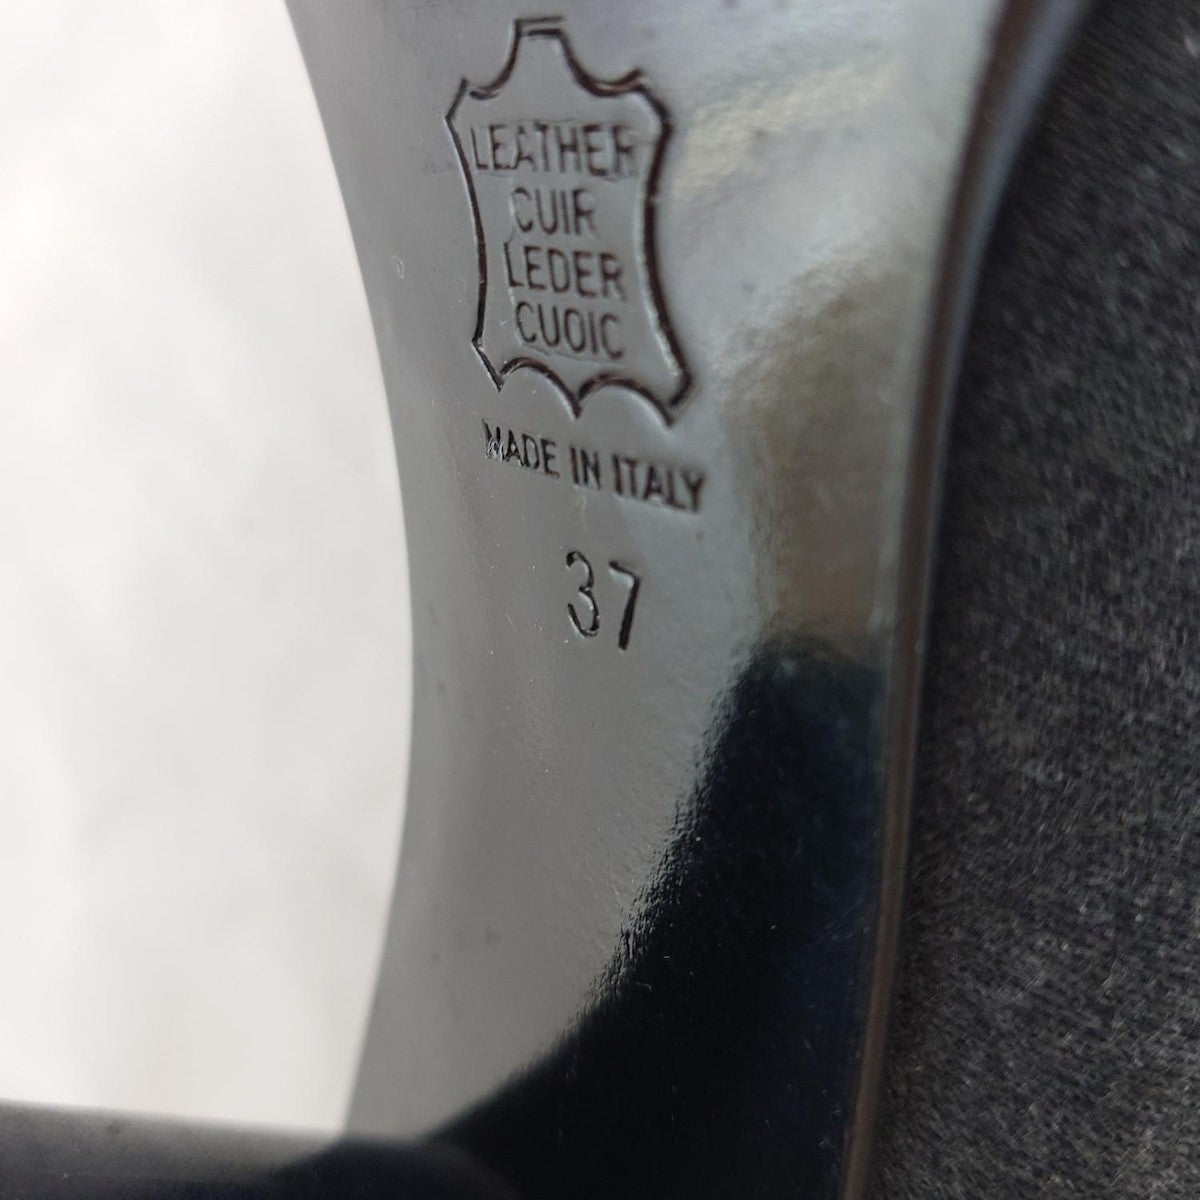 LEATHER
CUIR
LEDER
CUOIC
MADE IN ITALY
37